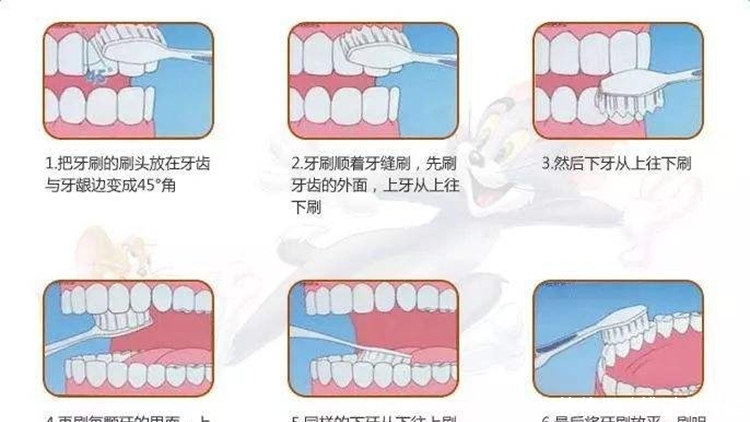 45°
1.把牙刷的刷头放在牙齿
与牙龈边变成45°角
2.牙刷顺着牙缝刷，先刷
牙齿的外面，上牙从上往
下刷
3.然后下牙从上往下刷
4.再刷每颗牙的里面，上
5.同样的下牙从下往上刷
6.最后将牙刷放平，刷咀